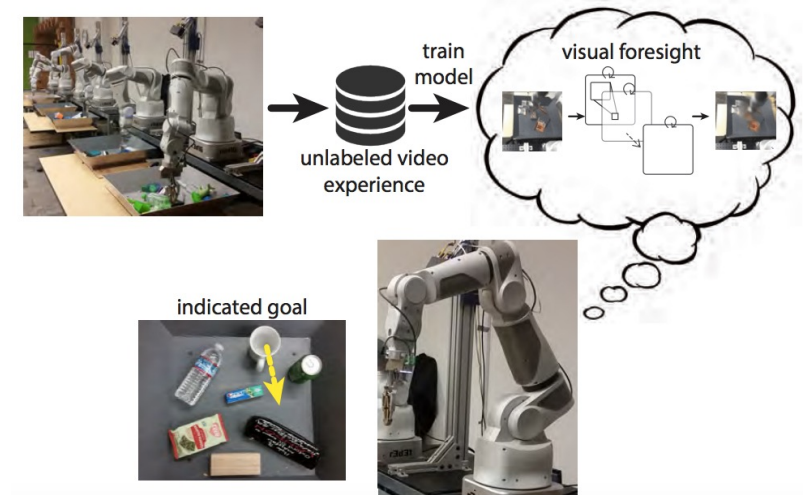 train
model
visual foresight
unlabeled video
experience
indicated goal